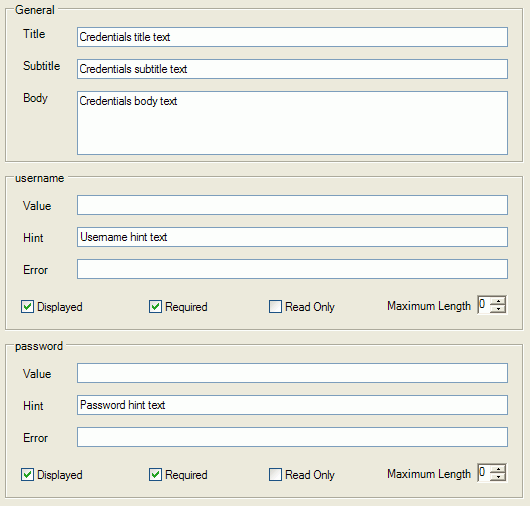 General
Title Credentials title text
Subtitle Credentials subtitle text
Body Credentials body text
username
Value
Hint Username hint text
Error
Displayed Required Read Only Maximum Length 0
password
Value
Hint Password hint text
Error
Displayed Required Read Only Maximum Length 0